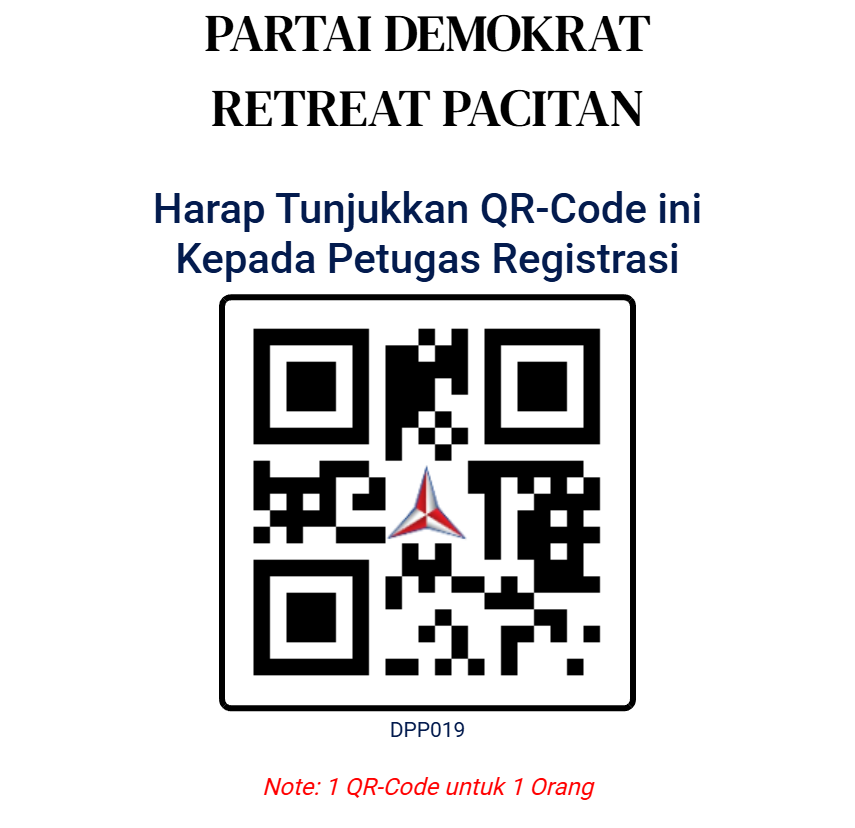 PARTAI DEMOKRAT
RETREAT PACITAN
Harap Tunjukkan QR-Code ini
Kepada Petugas Registrasi
DPP019
Note: 1 QR-Code untuk 1 Orang